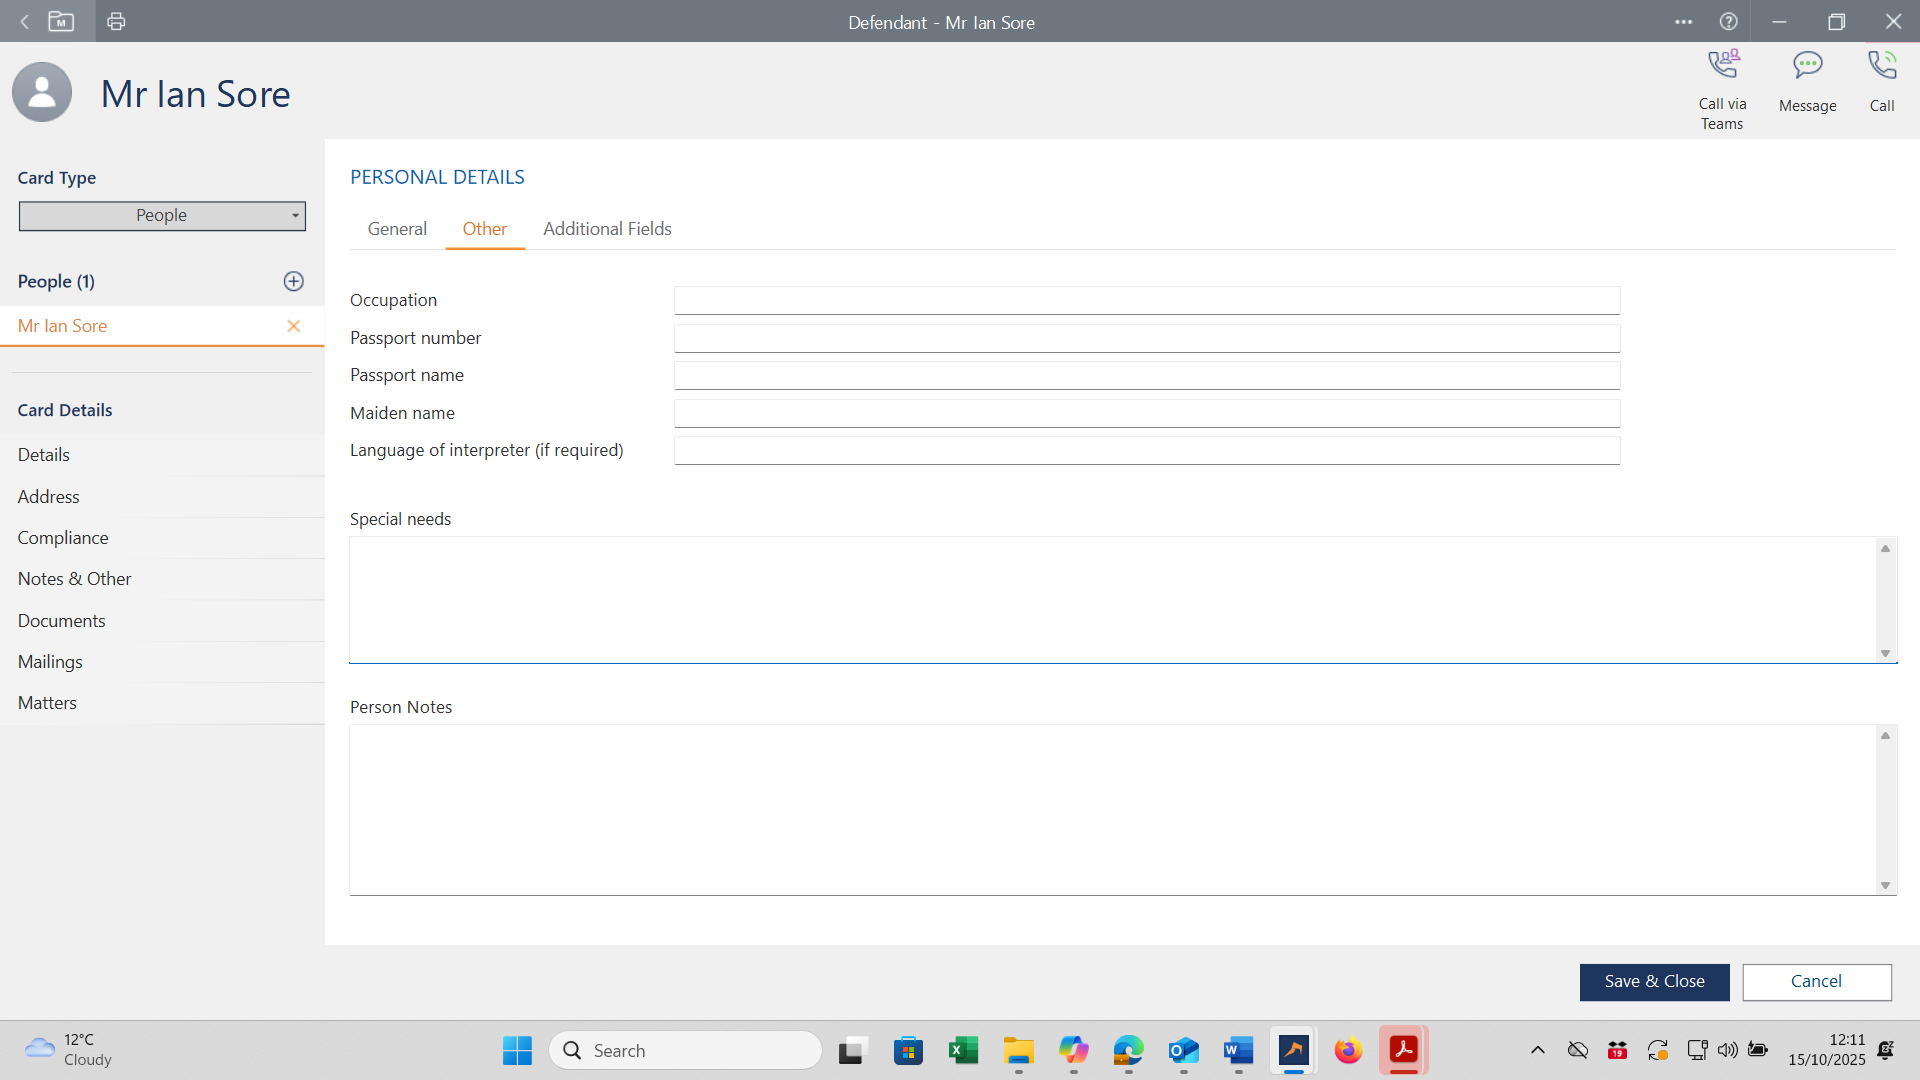 Defendant - Mr Ian Sore
Mr Ian Sore
Call via
Teams
Message
Call
Card Type
People
People (1)
Mr Ian Sore
Card Details
Details
Address
Compliance
Notes & Other
Documents
Mailings
Matters
PERSONAL DETAILS
General
Other
Additional Fields
Occupation
Passport number
Passport name
Maiden name
Language of interpreter (if required)
Special needs
Person Notes
Save & Close
Cancel
12°C
Cloudy
Search
19
12:11
15/10/2025